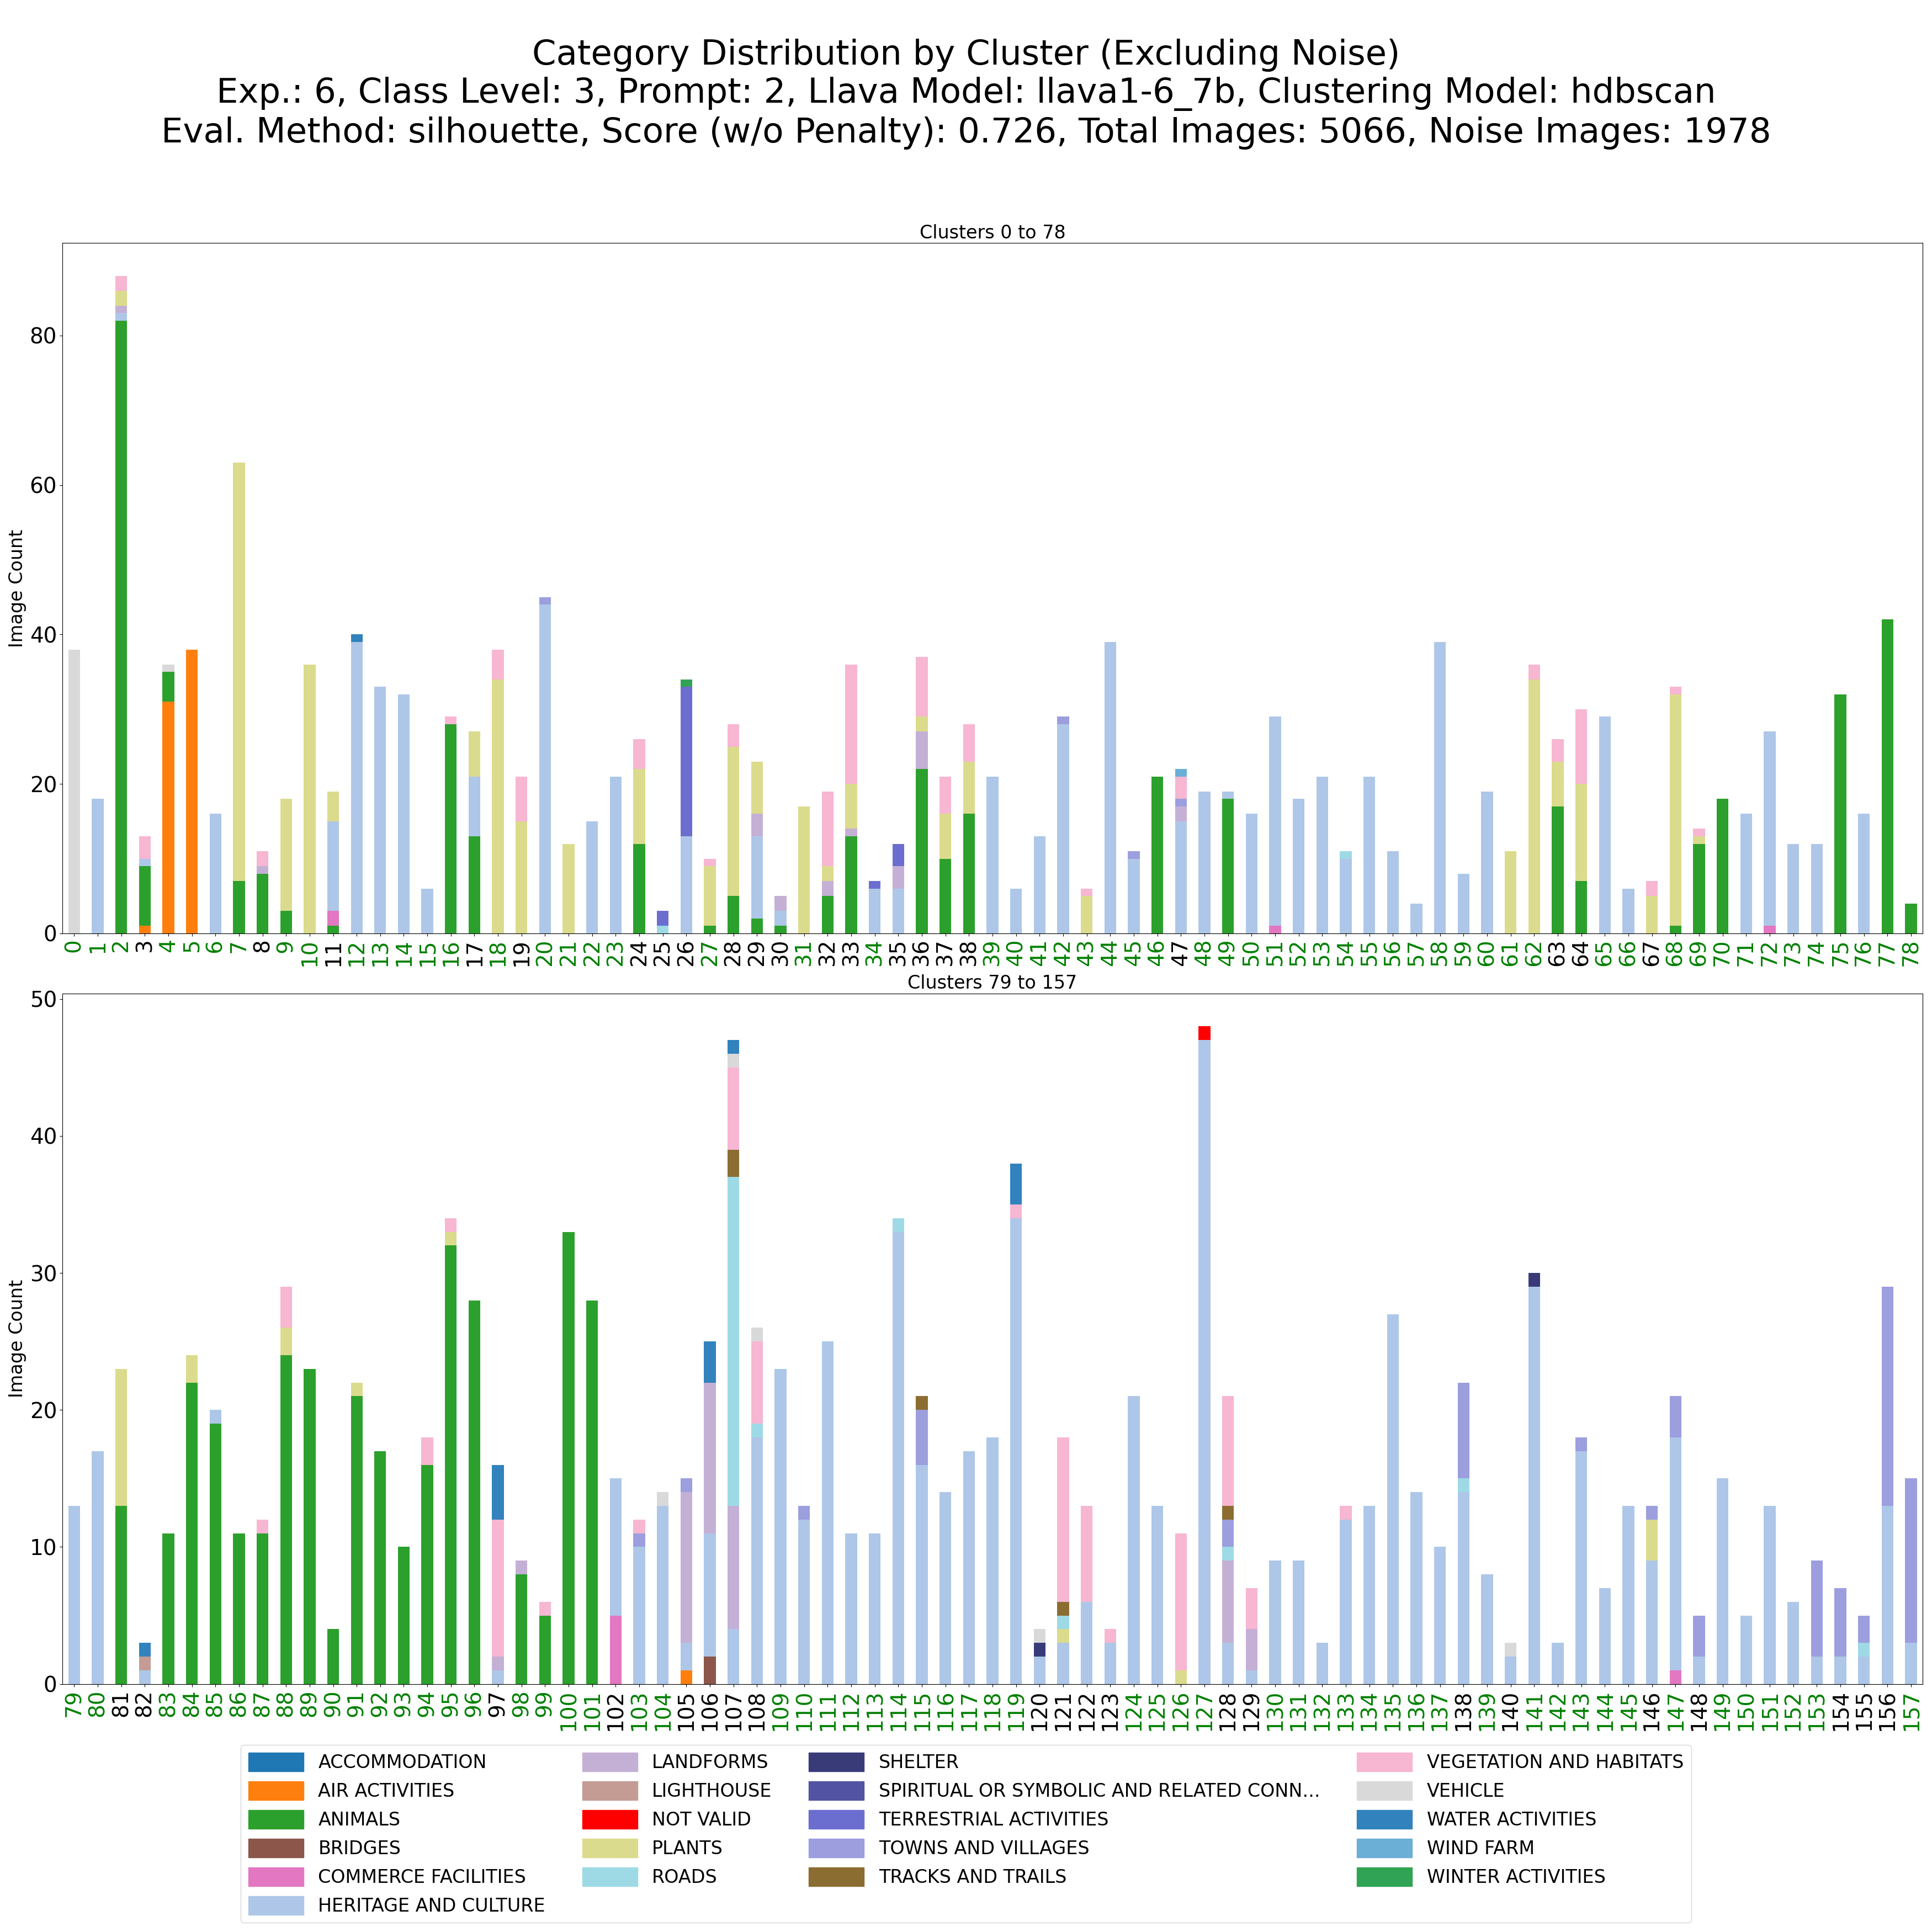 Category Distribution by Cluster (Excluding Noise)
Exp.: 6, Class Level: 3, Prompt: 2, Llava Model: llava1-6_7b, Clustering Model: hdbscan
Eval. Method: silhouette, Score (w/o Penalty): 0.726, Total Images: 5066, Noise Images: 1978
Clusters 0 to 78
Image Count
80
60
40
20
0
0 1 2 3 4 5 6 7 8 9 10 11 12 13 14 15 16 17 18 19 20 21 22 23 24 25 26 27 28 29 30 31 32 33 34 35 36 37 38 39 40 41 42 43 44 45 46 47 48 49 50 51 52 53 54 55 56 57 58 59 60 61 62 63 64 65 66 67 68 69 70 71 72 73 74 75 76 77 78
Clusters 79 to 157
Image Count
50
40
30
20
10
0
79 80 81 82 83 84 85 86 87 88 89 90 91 92 93 94 95 96 97 98 99 100 101 102 103 104 105 106 107 108 109 110 111 112 113 114 115 116 117 118 119 120 121 122 123 124 125 126 127 128 129 130 131 132 133 134 135 136 137 138 139 140 141 142 143 144 145 146 147 148 149 150 151 152 153 154 155 156 157
ACCOMMODATION
AIR ACTIVITIES
ANIMALS
BRIDGES
COMMERCE FACILITIES
HERITAGE AND CULTURE
LANDFORMS
LIGHTHOUSE
NOT VALID
PLANTS
ROADS
SHELTER
SPIRITUAL OR SYMBOLIC AND RELATED CONN...
TERRESTRIAL ACTIVITIES
TOWNS AND VILLAGES
TRACKS AND TRAILS
VEGETATION AND HABITATS
VEHICLE
WATER ACTIVITIES
WIND FARM
WINTER ACTIVITIES